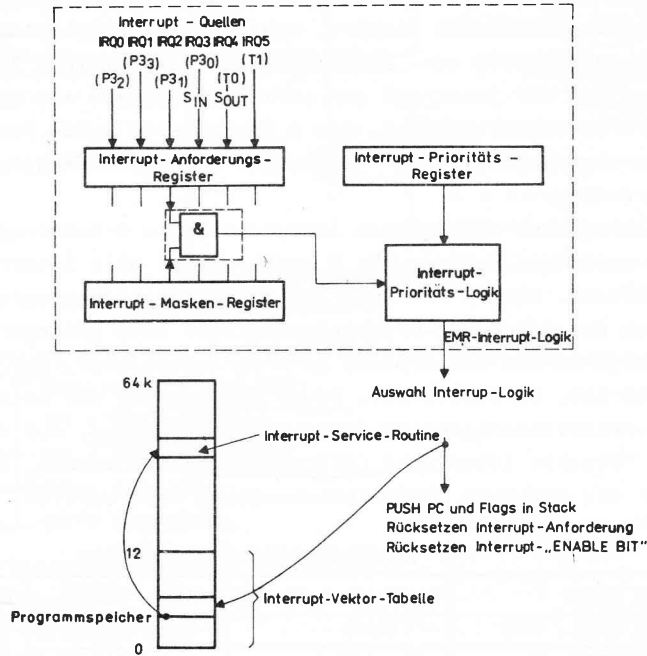 Interrupt - Quellen
IRQ0 IRQ1 IRQ2 IRQ3 IRQ4 IRQ5
(P3₂) (P3₃) (P3₁) (P3₀) (T0) (T1)
S IN S OUT
Interrupt - Anforderungs - Register
Interrupt - Prioritäts - Register
&
Interrupt - Masken - Register
Interrupt- Prioritäts-Logik
EMR-Interrupt-Logik
64 k
Auswahl Interrup-Logik
Interrupt - Service - Routine
PUSH PC und Flags in Stack
Rücksetzen Interrupt-Anforderung
Rücksetzen Interrupt-„ENABLE BIT"
12
Interrupt-Vektor-Tabelle
Programmspeicher
0